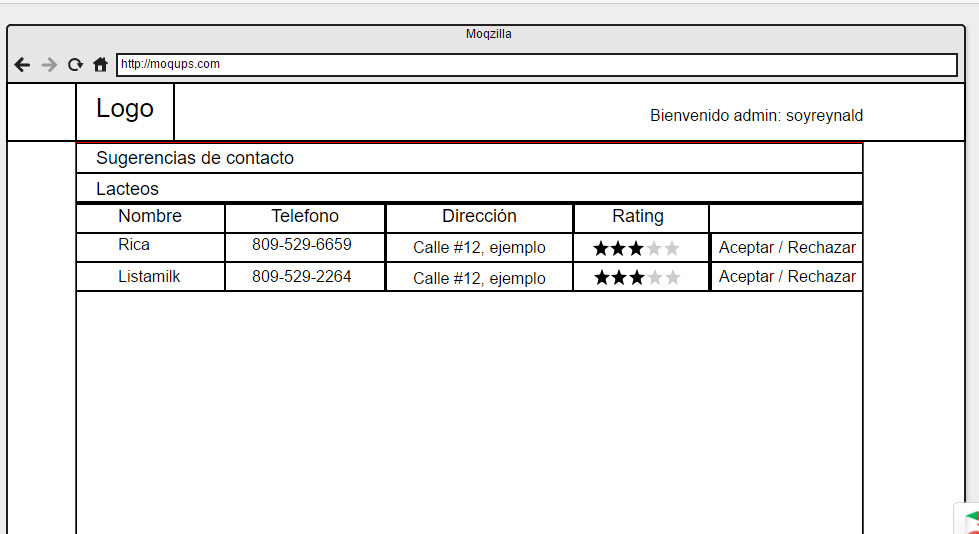 Moqzilla
http://moqups.com
Logo
Bienvenido admin: soyreynald
Sugerencias de contacto
Lacteos
Nombre Telefono Dirección Rating
Rica 809-529-6659 Calle #12, ejemplo Aceptar / Rechazar
Listamilk 809-529-2264 Calle #12, ejemplo Aceptar / Rechazar